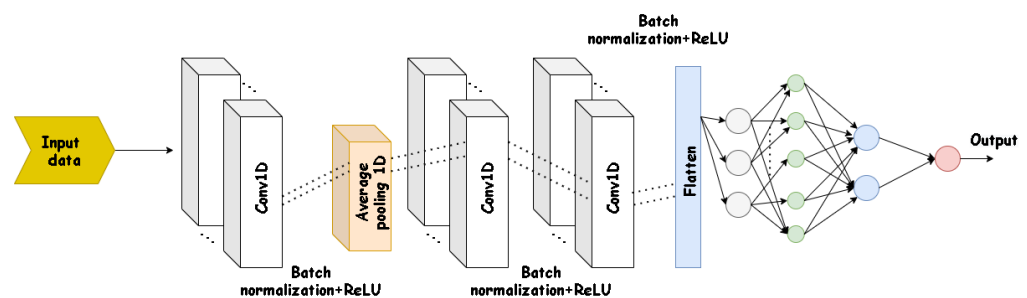 Batch
normalization+ReLU
Input
data
Conv1D
Average
pooling 1D
Conv1D
Conv1D
Flatten
Output
Batch
normalization+ReLU
Batch
normalization+ReLU